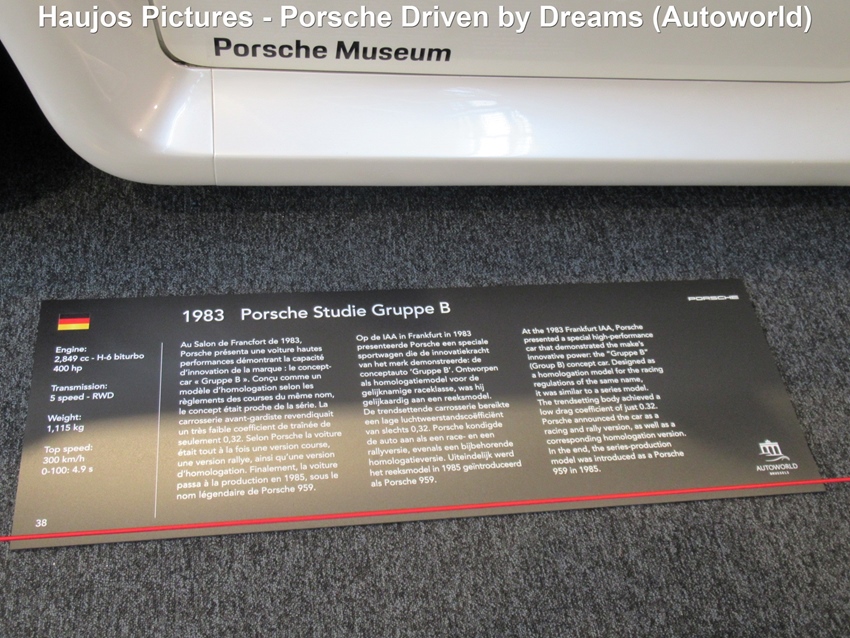 Haujos Pictures - Porsche Driven by Dreams (Autoworld)
Porsche Museum
PORSCHE
1983 Porsche Studie Gruppe B
Engine:
2,849 cc - H-6 biturbo
400 hp
Transmission:
5 speed - RWD
Weight:
1,115 kg
Top speed:
300 km/h
0-100: 4.9 s
38
Au Salon de Francfort de 1983,
Porsche présenta une voiture hautes
performances démontrant la capacité
d'innovation de la marque : le concept-
car « Gruppe B ». Conçu comme un
modèle d'homologation selon les
règlements des courses du même nom,
le concept était proche de la série. La
carrosserie avant-gardiste revendiquait
un très faible coefficient de traînée de
seulement 0,32. Selon Porsche la voiture
était tout à la fois une version course,
une version rallye, ainsi qu'une version
d'homologation. Finalement, la voiture
passa à la production en 1985, sous le
nom légendaire de Porsche 959.
Op de IAA in Frankfurt in 1983
presenteerde Porsche een speciale
sportwagen die de innovatiekracht
van het merk demonstreerde: de
conceptauto 'Gruppe B'. Ontworpen
als homologatiemodel voor de
gelijknamige raceklasse, was hij
gelijkaardig aan een reeksmodel.
De trendsettende carrosserie bereikte
een lage luchtweerstandscoëfficiënt
van slechts 0,32. Porsche kondigde
de auto aan als een race- en een
rallyversie, evenals een bijbehorende
homologatieversie. Uiteindelijk werd
het reeksmodel in 1985 geïntroduceerd
als Porsche 959.
At the 1983 Frankfurt IAA, Porsche
presented a special high-performance
car that demonstrated the make's
innovative power: the "Gruppe B"
(Group B) concept car. Designed as
a homologation model for the racing
regulations of the same name,
it was similar to a series model.
The trendsetting body achieved a
low drag coefficient of just 0.32.
Porsche announced the car as a
racing and rally version, as well as a
corresponding homologation version.
In the end, the series-production
model was introduced as a Porsche
959 in 1985.
AUTOWORLD
BRUSSELS